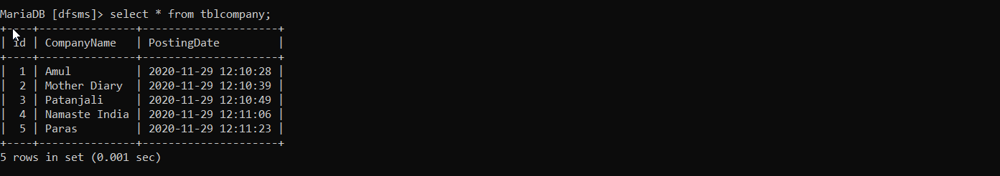 MariaDB [dfsms]> select * from tblcompany;
+----+---------------+---------------------+
| id | CompanyName   | PostingDate         |
+----+---------------+---------------------+
|  1 | Amul          | 2020-11-29 12:10:28 |
|  2 | Mother Diary  | 2020-11-29 12:10:39 |
|  3 | Patanjali     | 2020-11-29 12:10:49 |
|  4 | Namaste India | 2020-11-29 12:11:06 |
|  5 | Paras         | 2020-11-29 12:11:23 |
+----+---------------+---------------------+
5 rows in set (0.001 sec)